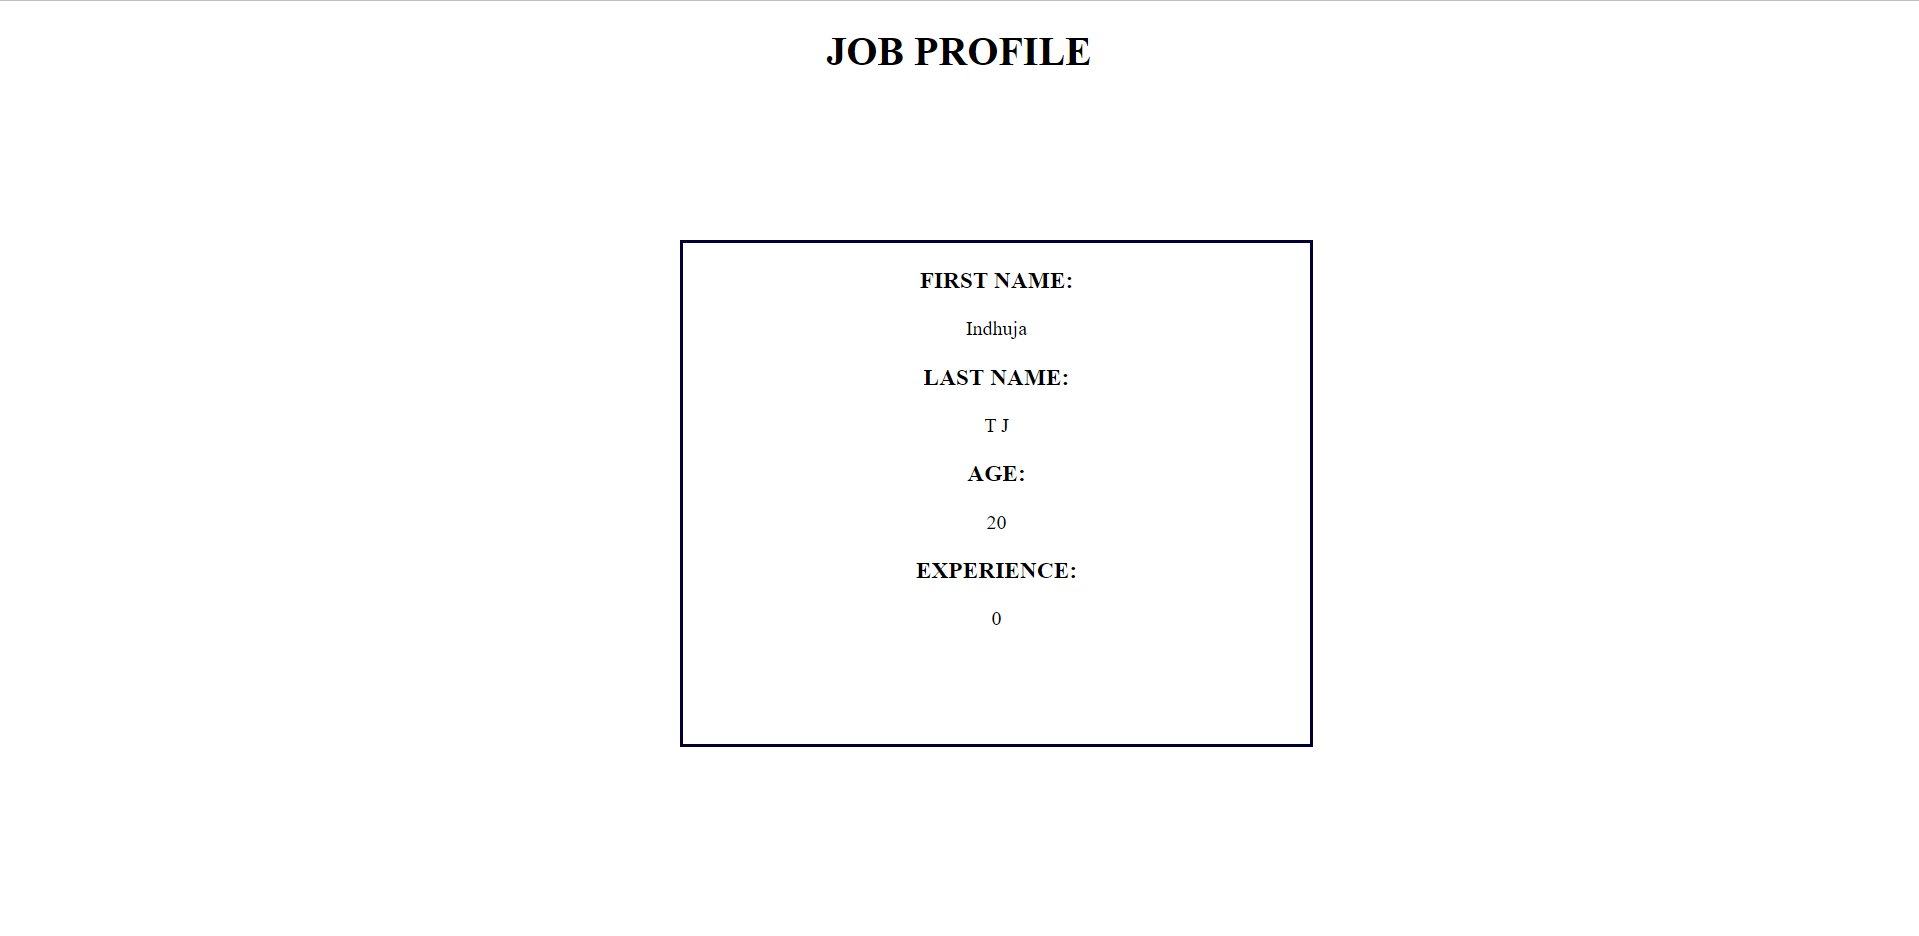 JOB PROFILE
FIRST NAME:
Indhuja
LAST NAME:
T J
AGE:
20
EXPERIENCE:
0